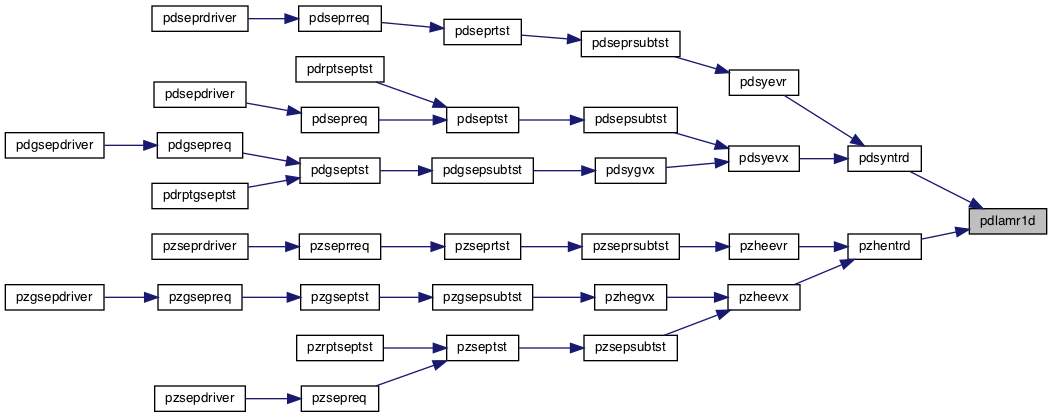 pdseprdriver
pdseprreq
pdseprtst
pdseprsubtst
pdrptseptst
pdsyevr
pdsepdriver
pdsepreq
pdseptst
pdsepsubtst
pdgsepdriver
pdgsepreq
pdsyevx
pdsyntrd
pdgseptst
pdgsepsubtst
pdsygvx
pdrptgseptst
pdlamr1d
pzseprdriver
pzseprreq
pzseprtst
pzseprsubtst
pzheevr
pzhentrd
pzgsepdriver
pzgsepreq
pzgseptst
pzgsepsubtst
pzhegvx
pzheevx
pzrptseptst
pzseptst
pzsepsubtst
pzsepdriver
pzsepreq